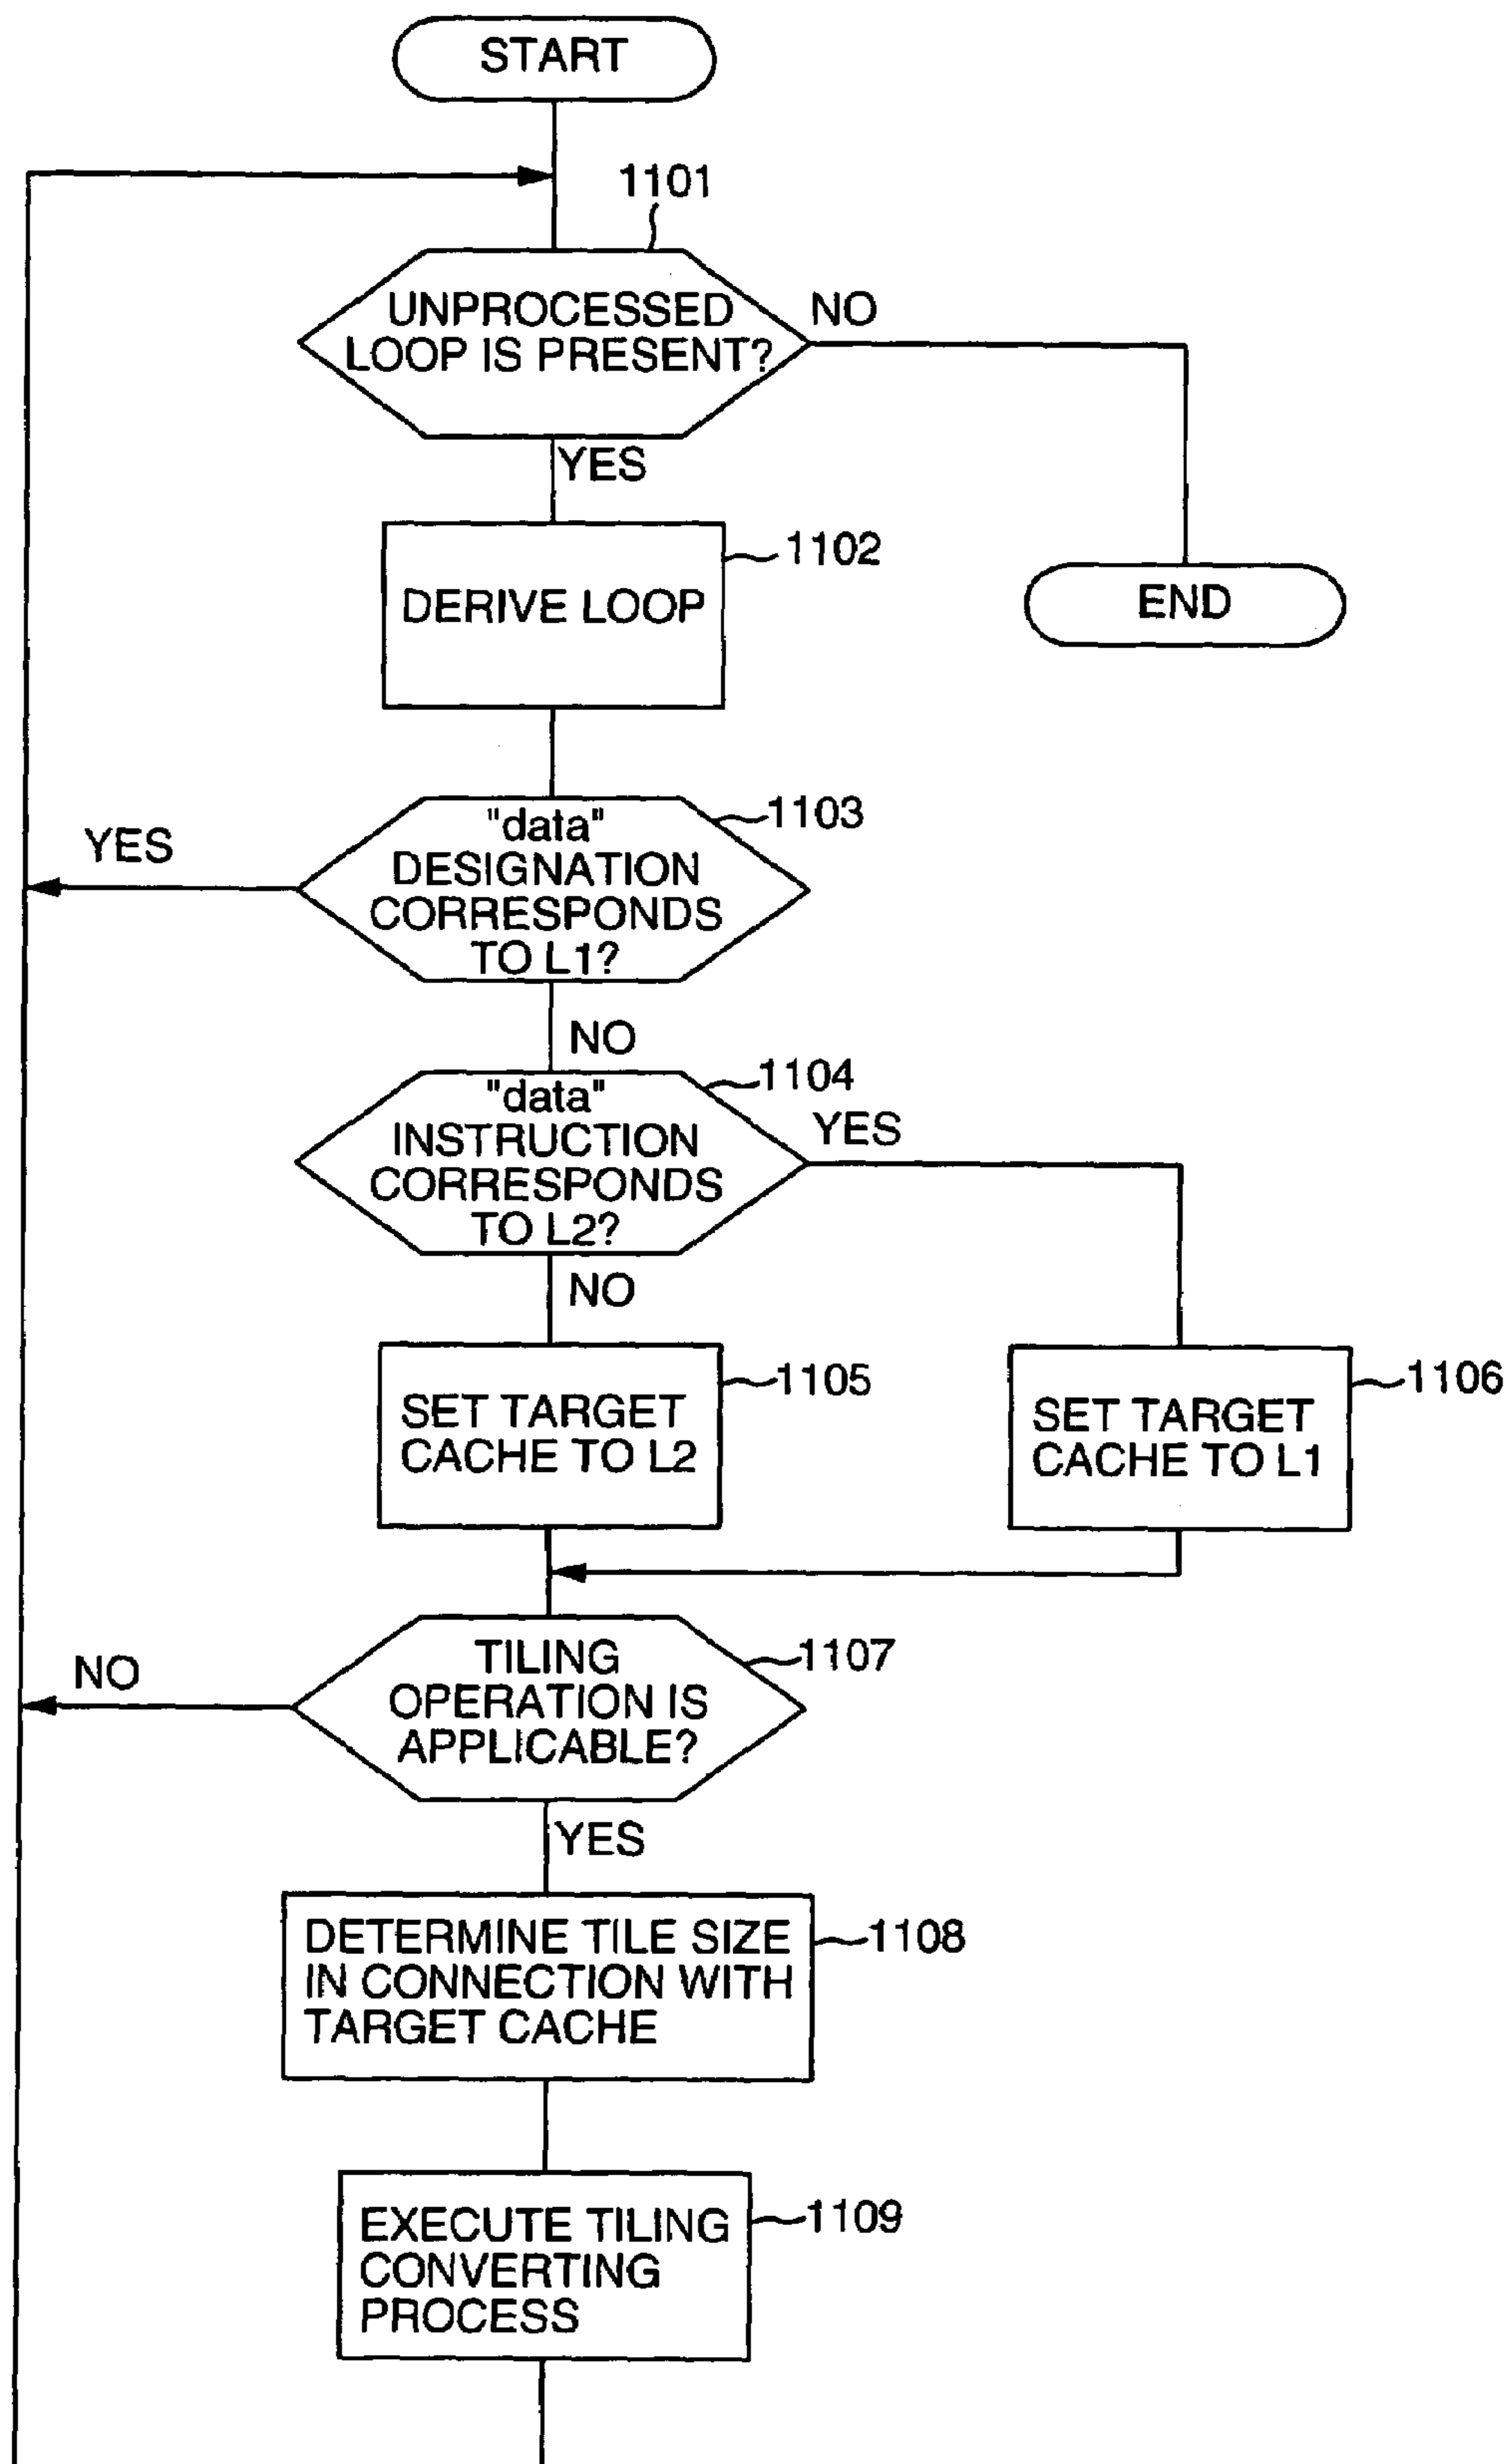 START
1101
UNPROCESSED
LOOP IS PRESENT?
NO
YES
1102
DERIVE LOOP
END
1103
"data"
DESIGNATION
CORRESPONDS
TO L1?
YES
NO
1104
"data"
INSTRUCTION
CORRESPONDS
TO L2?
YES
NO
1105
SET TARGET
CACHE TO L2
1106
SET TARGET
CACHE TO L1
1107
TILING
OPERATION IS
APPLICABLE?
NO
YES
1108
DETERMINE TILE SIZE
IN CONNECTION WITH
TARGET CACHE
1109
EXECUTE TILING
CONVERTING
PROCESS